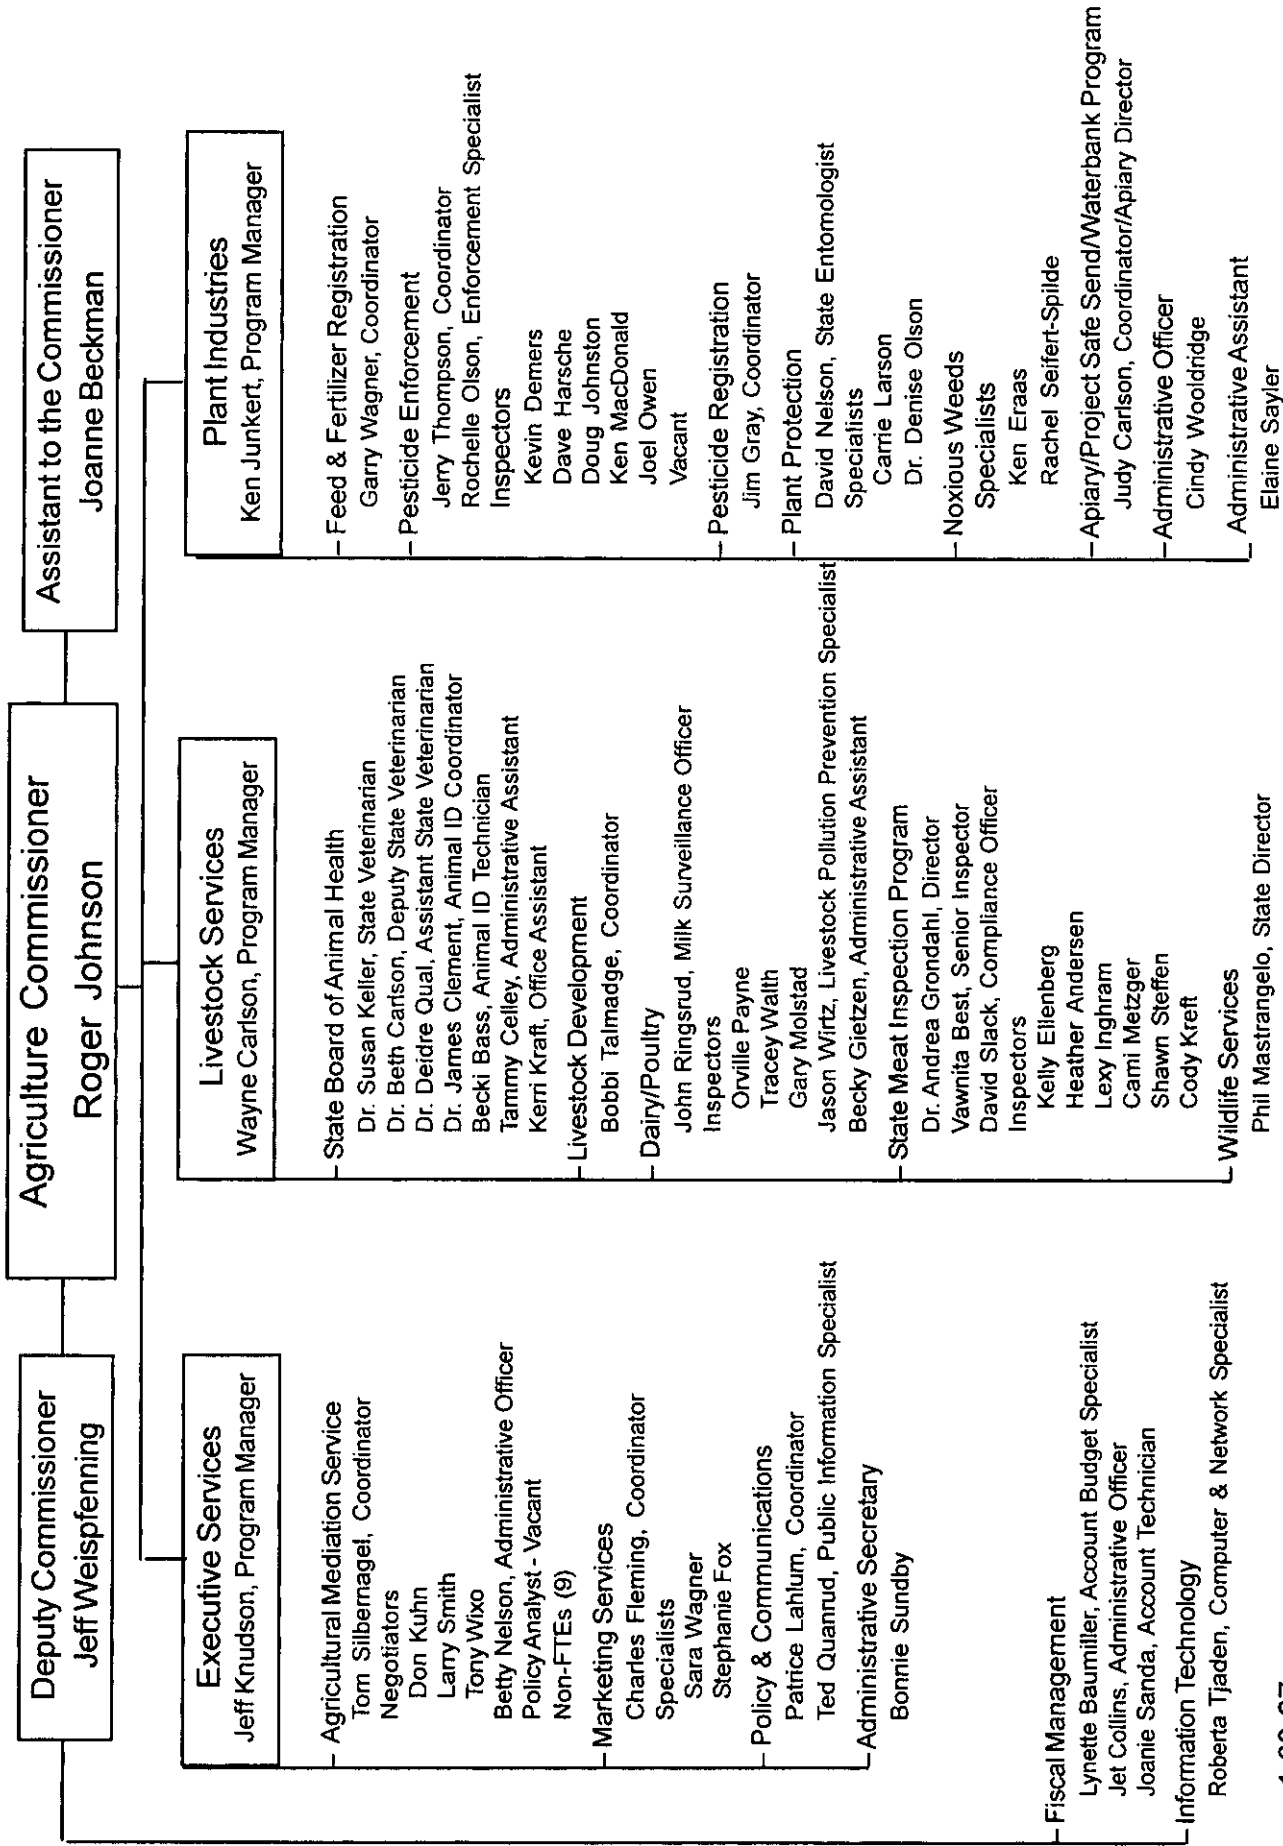 Agriculture Commissioner
Roger Johnson
Deputy Commissioner
Jeff Weispfenning
Assistant to the Commissioner
Joanne Beckman
Executive Services
Jeff Knudson, Program Manager
Agricultural Mediation Service
Tom Silbernagel, Coordinator
Negotiators
Don Kuhn
Larry Smith
Tony Wixo
Betty Nelson, Administrative Officer
Policy Analyst - Vacant
Non-FTEs (9)
Marketing Services
Charles Fleming, Coordinator
Specialists
Sara Wagner
Stephanie Fox
Policy & Communications
Patrice Lahlum, Coordinator
Ted Quanrud, Public Information Specialist
Administrative Secretary
Bonnie Sundby
Fiscal Management
Lynette Baumiller, Account Budget Specialist
Jet Collins, Administrative Officer
Joanie Sanda, Account Technician
Information Technology
Roberta Tjaden, Computer & Network Specialist
Livestock Services
Wayne Carlson, Program Manager
State Board of Animal Health
Dr. Susan Keller, State Veterinarian
Dr. Beth Carlson, Deputy State Veterinarian
Dr. Deidre Qual, Assistant State Veterinarian
Dr. James Clement, Animal ID Coordinator
Becki Bass, Animal ID Technician
Tammy Celley, Administrative Assistant
Kerri Kraft, Office Assistant
Livestock Development
Bobbi Talmadge, Coordinator
Dairy/Poultry
John Ringsrud, Milk Surveillance Officer
Inspectors
Orville Payne
Tracey Walth
Gary Molstad
Jason Wirtz, Livestock Pollution Prevention Specialist
Becky Gietzen, Administrative Assistant
State Meat Inspection Program
Dr. Andrea Grondahl, Director
Vawnita Best, Senior Inspector
David Slack, Compliance Officer
Inspectors
Kelly Ellenberg
Heather Andersen
Lexy Inghram
Cami Metzger
Shawn Steffen
Cody Kreft
Wildlife Services
Phil Mastrangelo, State Director
Plant Industries
Ken Junkert, Program Manager
Feed & Fertilizer Registration
Garry Wagner, Coordinator
Pesticide Enforcement
Jerry Thompson, Coordinator
Rochelle Olson, Enforcement Specialist
Inspectors
Kevin Demers
Dave Harsche
Doug Johnston
Ken MacDonald
Joel Owen
Vacant
Pesticide Registration
Jim Gray, Coordinator
Plant Protection
David Nelson, State Entomologist
Specialists
Carrie Larson
Dr. Denise Olson
Noxious Weeds
Specialists
Ken Eraas
Rachel Seifert-Spilde
Apiary/Project Safe Send/Waterbank Program
Judy Carlson, Coordinator/Apiary Director
Administrative Officer
Cindy Wooldridge
Administrative Assistant
Elaine Sayler